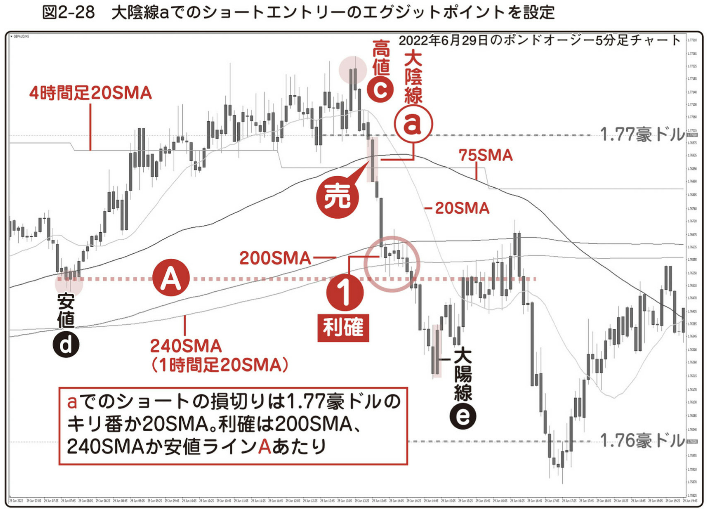 図2-28　大陰線aでのショートエントリーのエグジットポイントを設定
2022年6月29日のポンドオージー5分足チャート
高値
c
大陰線
a
4時間足20SMA
1.77豪ドル
75SMA
売
20SMA
200SMA
A
1
利確
安値
d
240SMA
（1時間足20SMA）
大陽線
e
aでのショートの損切りは1.77豪ドルの
キリ番か20SMA。利確は200SMA、
240SMAか安値ラインAあたり
1.76豪ドル